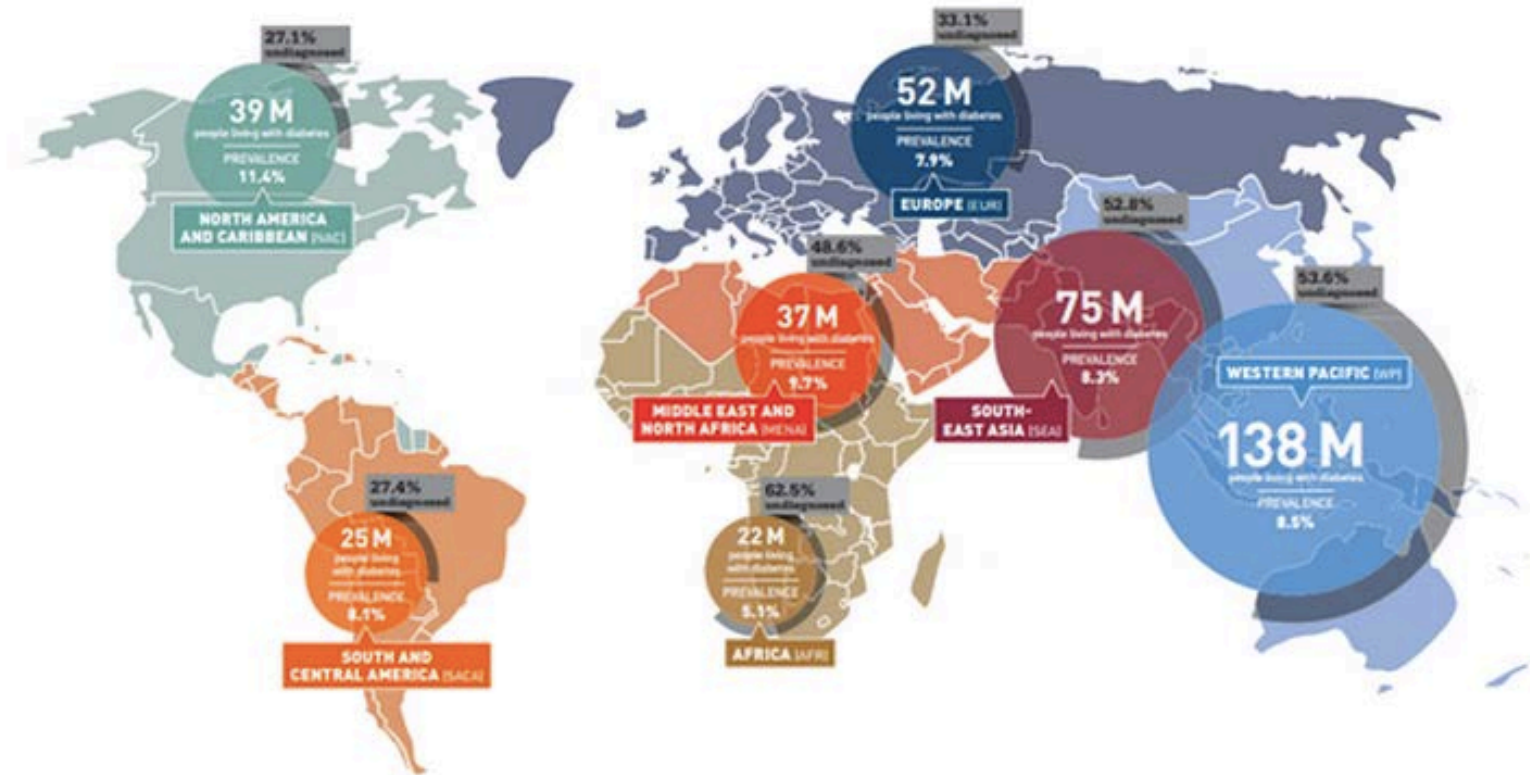 27.1%
undiagnosed
39 M
people living with diabetes
PREVALENCE
11.4%
NORTH AMERICA
AND CARIBBEAN (NAC)
33.1%
undiagnosed
52 M
people living with diabetes
PREVALENCE
7.9%
EUROPE (EUR)
48.6%
undiagnosed
37 M
people living with diabetes
PREVALENCE
9.7%
MIDDLE EAST AND
NORTH AFRICA (MENA)
52.8%
undiagnosed
75 M
people living with diabetes
PREVALENCE
8.3%
SOUTH-
EAST ASIA (SEA)
53.6%
undiagnosed
WESTERN PACIFIC (WP)
138 M
people living with diabetes
PREVALENCE
8.5%
27.4%
undiagnosed
25 M
people living
with diabetes
PREVALENCE
8.1%
SOUTH AND
CENTRAL AMERICA (SACA)
62.5%
undiagnosed
22 M
people living
with diabetes
PREVALENCE
5.1%
AFRICA (AFR)